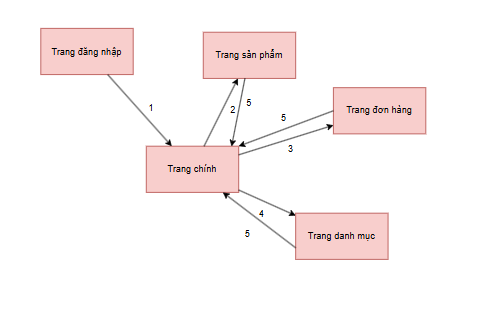 Trang đăng nhập
Trang sản phẩm
1
2
5
5
Trang đơn hàng
3
Trang chính
4
5
Trang danh mục